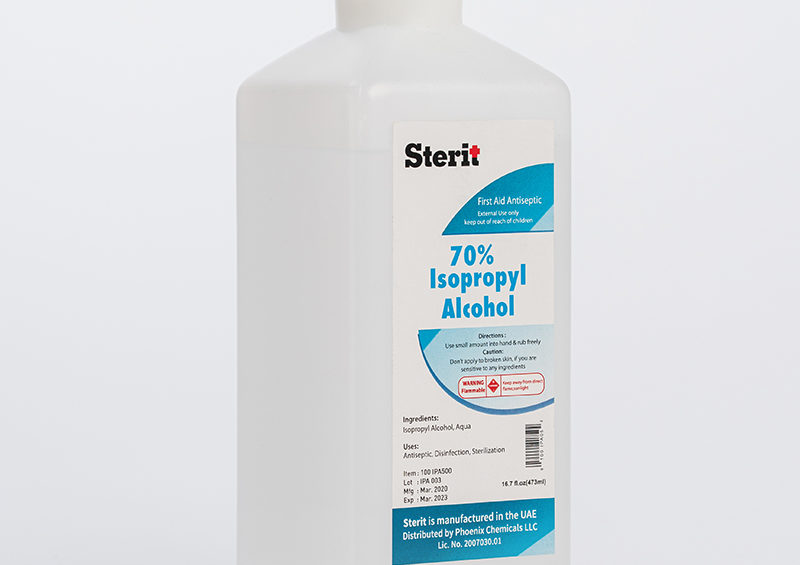 Sterit
First Aid Antiseptic
External Use only
keep out of reach of children
70%
Isopropyl
Alcohol
Directions :
Use small amount into hand & rub freely
Caution:
Don't apply to broken skin, if you are
sensitive to any ingredients
WARNING
Flammable
Keep away from direct
flame,sunlight
Ingredients:
Isopropyl Alcohol, Aqua
Uses:
Antiseptic, Disinfection, Sterilization
Item : 100 IPA500
Lot : IPA 003
Mfg : Mar. 2020
Exp : Mar. 2023
16.7 fl.oz(473ml)
Sterit is manufactured in the UAE
Distributed by Phoenix Chemicals LLC
Lic. No. 2007030.01